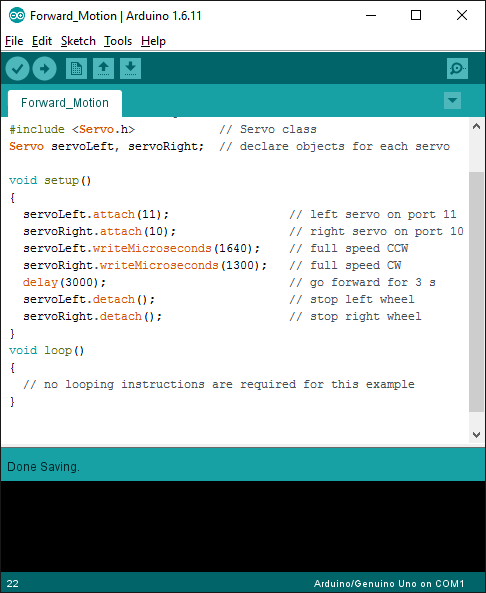 Forward_Motion | Arduino 1.6.11
File Edit Sketch Tools Help
Forward_Motion
#include <Servo.h>            // Servo class
Servo servoLeft, servoRight;  // declare objects for each servo
void setup()
{
  servoLeft.attach(11);                 // left servo on port 11
  servoRight.attach(10);                // right servo on port 10
  servoLeft.writeMicroseconds(1640);    // full speed CCW
  servoRight.writeMicroseconds(1300);   // full speed CW
  delay(3000);                          // go forward for 3 s
  servoLeft.detach();                   // stop left wheel
  servoRight.detach();                  // stop right wheel
}
void loop()
{
  // no looping instructions are required for this example
}
Done Saving.
22 Arduino/Genuino Uno on COM1